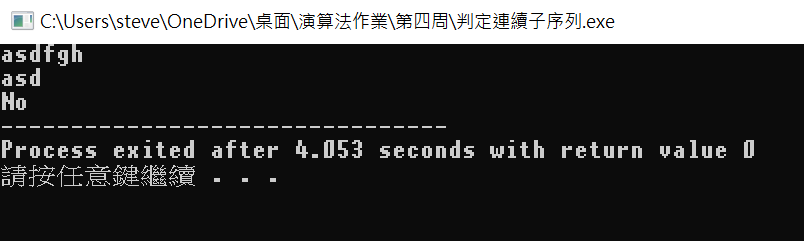 C:\Users\steve\OneDrive\桌面\演算法作業\第四周\判定連續子序列.exe
asdfgh
asd
No
--------------------------------
Process exited after 4.053 seconds with return value 0
請按任意鍵繼續 . . .